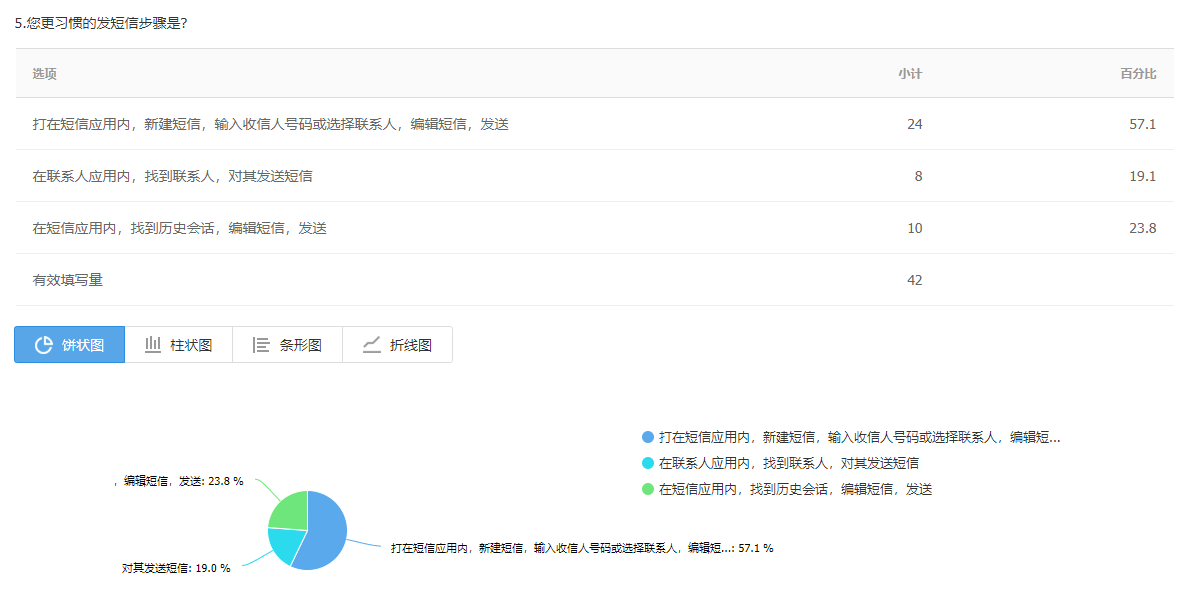 5.您更习惯的发短信步骤是?
选项 小计 百分比
打在短信应用内，新建短信，输入收信人号码或选择联系人，编辑短信，发送 24 57.1
在联系人应用内，找到联系人，对其发送短信 8 19.1
在短信应用内，找到历史会话，编辑短信，发送 10 23.8
有效填写量 42
饼状图 柱状图 条形图 折线图
打在短信应用内，新建短信，输入收信人号码或选择联系人，编辑短...
在联系人应用内，找到联系人，对其发送短信
在短信应用内，找到历史会话，编辑短信，发送
，编辑短信，发送: 23.8 %
打在短信应用内，新建短信，输入收信人号码或选择联系人，编辑短...: 57.1 %
对其发送短信: 19.0 %